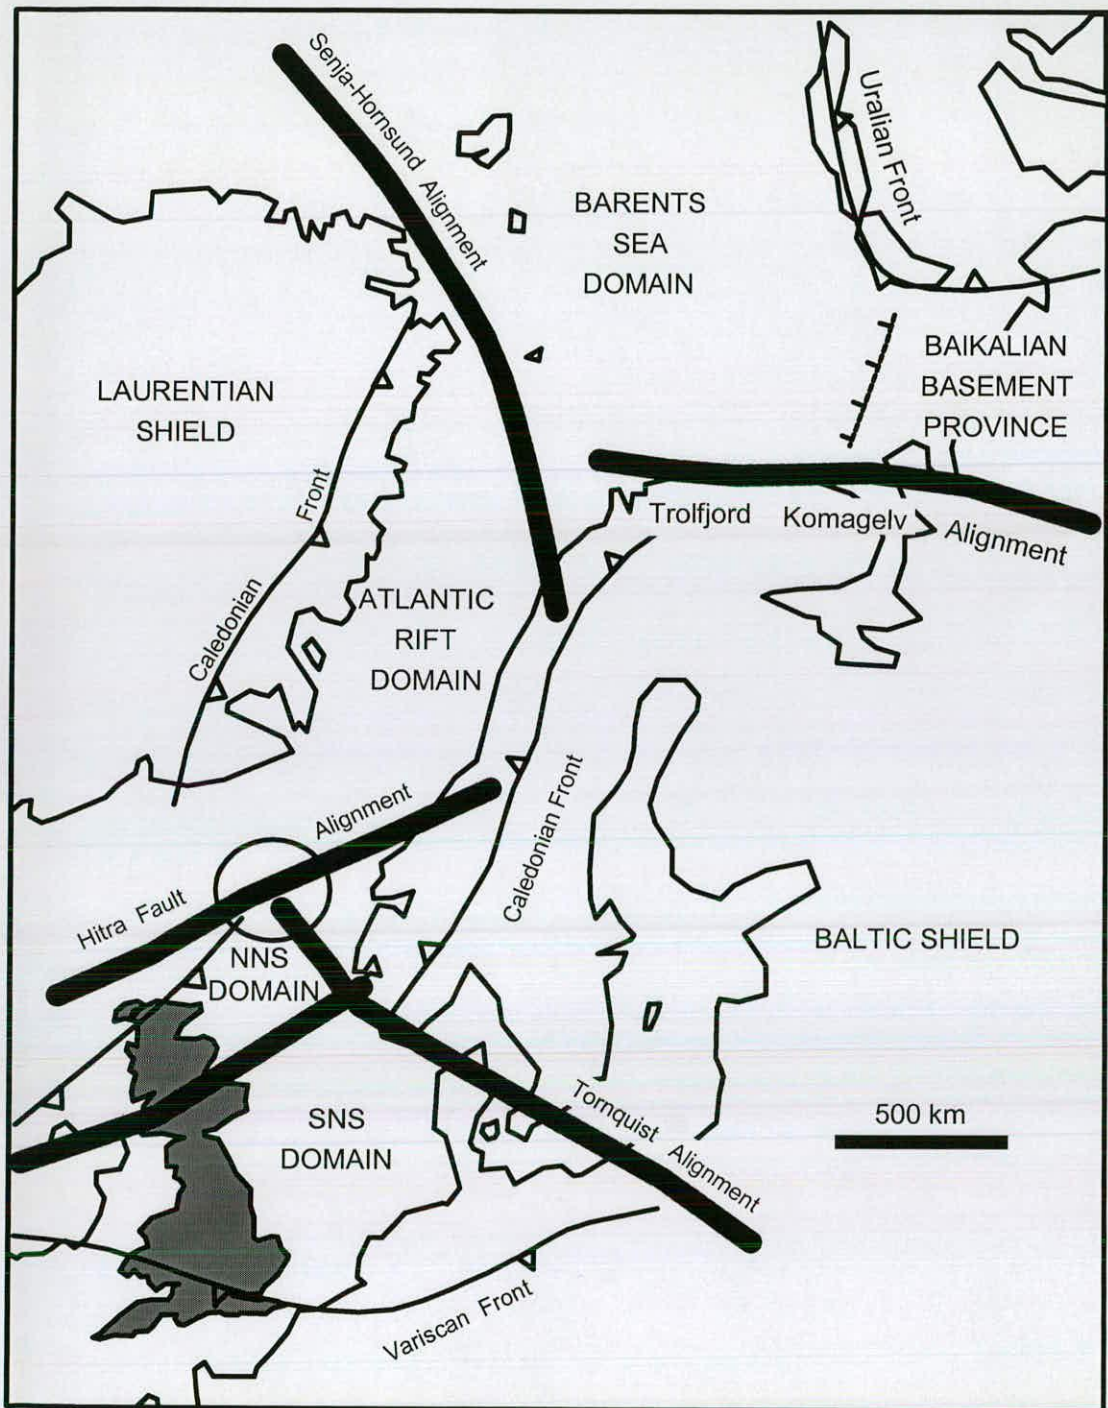 Senja-Hornsund Alignment
Uralian Front
BARENTS
SEA
DOMAIN
BAIKALIAN
BASEMENT
PROVINCE
LAURENTIAN
SHIELD
Caledonian Front
Trolfjord Komagelv Alignment
ATLANTIC
RIFT
DOMAIN
Hitra Fault Alignment
Caledonian Front
BALTIC SHIELD
NNS
DOMAIN
SNS
DOMAIN
Tornquist Alignment
500 km
Variscan Front